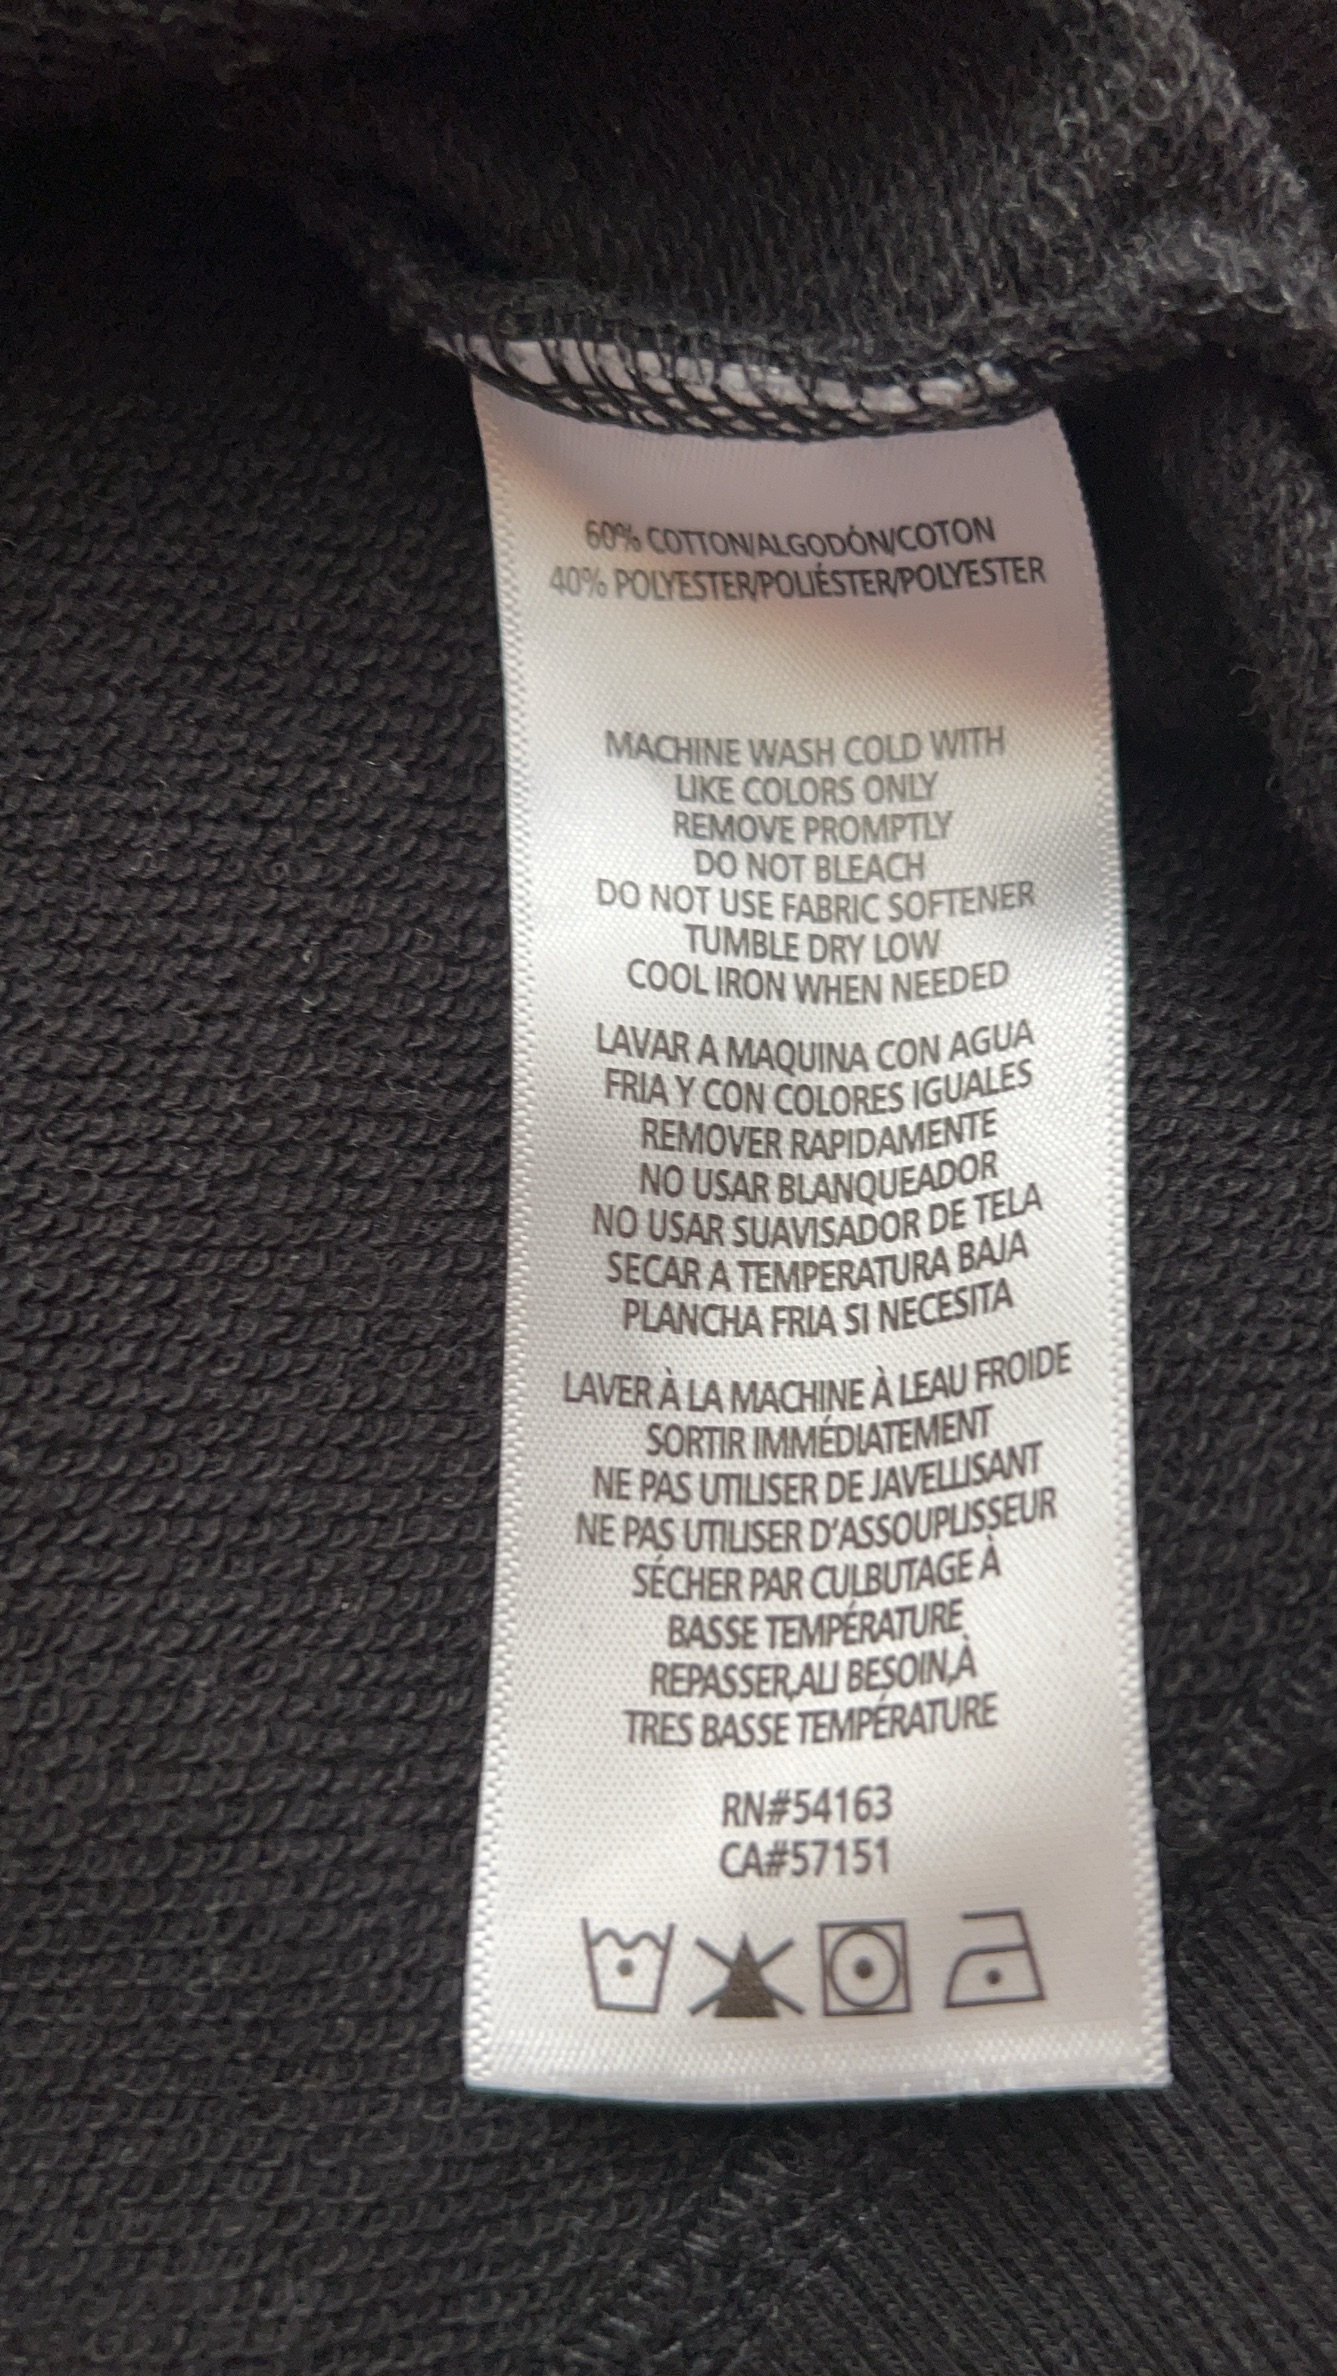 60% COTTON/ALGODÓN/COTON
40% POLYESTER/POLIÉSTER/POLYESTER
MACHINE WASH COLD WITH
LIKE COLORS ONLY
REMOVE PROMPTLY
DO NOT BLEACH
DO NOT USE FABRIC SOFTENER
TUMBLE DRY LOW
COOL IRON WHEN NEEDED
LAVAR A MAQUINA CON AGUA
FRIA Y CON COLORES IGUALES
REMOVER RAPIDAMENTE
NO USAR BLANQUEADOR
NO USAR SUAVISADOR DE TELA
SECAR A TEMPERATURA BAJA
PLANCHA FRIA SI NECESITA
LAVER À LA MACHINE À LEAU FROIDE
SORTIR IMMÉDIATEMENT
NE PAS UTILISER DE JAVELLISANT
NE PAS UTILISER D'ASSOUPLISSEUR
SÉCHER PAR CULBUTAGE À
BASSE TEMPÉRATURE
REPASSER,AU BESOIN,À
TRES BASSE TEMPÉRATURE
RN#54163
CA#57151